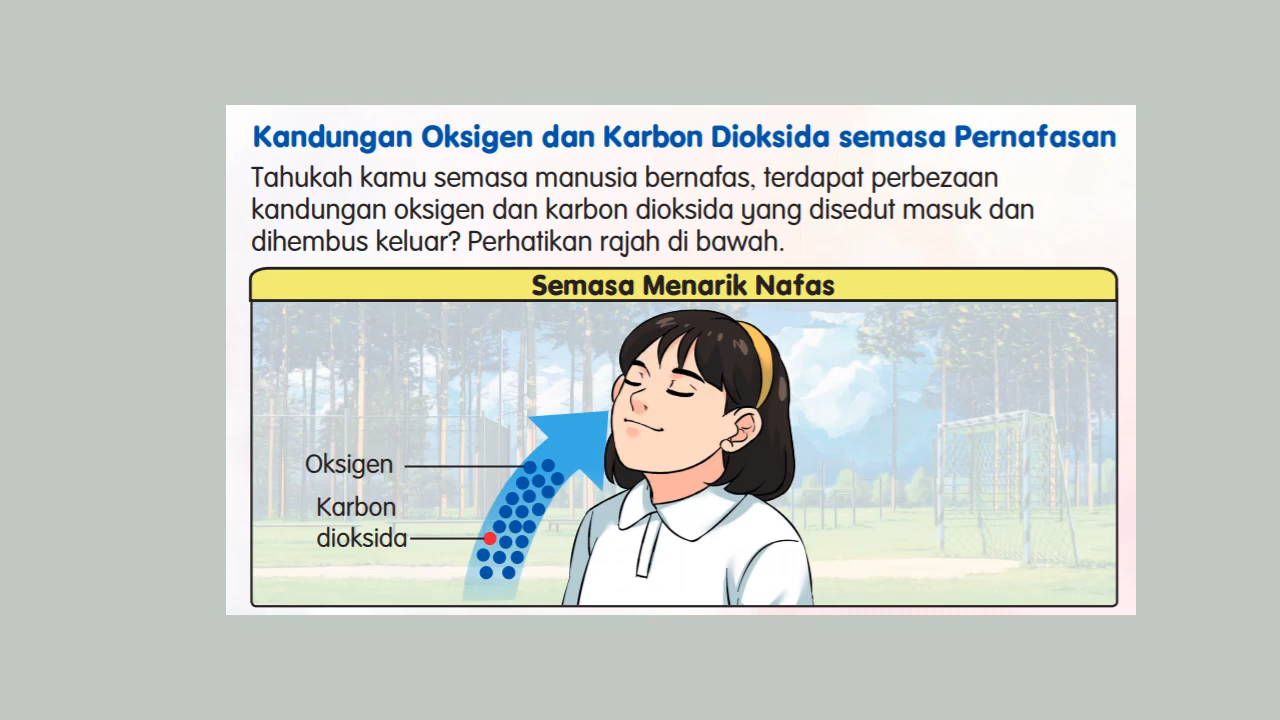 Kandungan Oksigen dan Karbon Dioksida semasa Pernafasan
Tahukah kamu semasa manusia bernafas, terdapat perbezaan
kandungan oksigen dan karbon dioksida yang disedut masuk dan
dihembus keluar? Perhatikan rajah di bawah.
Semasa Menarik Nafas
Oksigen
Karbon
dioksida